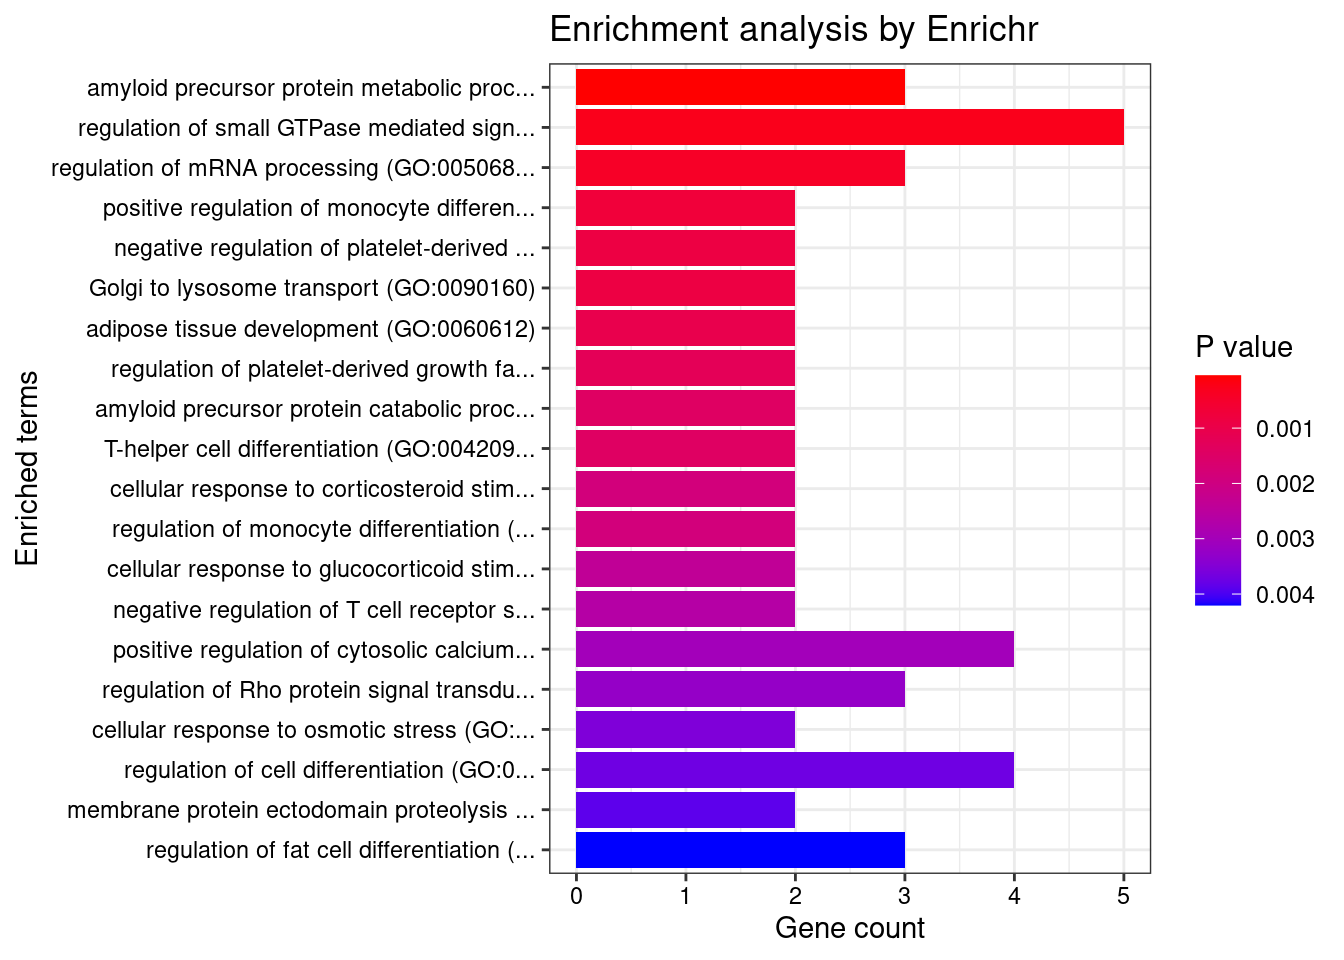 Enrichment analysis by Enrichr
amyloid precursor protein metabolic proc...
regulation of small GTPase mediated sign...
regulation of mRNA processing (GO:005068...
positive regulation of monocyte differen...
negative regulation of platelet-derived ...
Golgi to lysosome transport (GO:0090160)
adipose tissue development (GO:0060612)
regulation of platelet-derived growth fa...
amyloid precursor protein catabolic proc...
T-helper cell differentiation (GO:004209...
cellular response to corticosteroid stim...
regulation of monocyte differentiation (...
cellular response to glucocorticoid stim...
negative regulation of T cell receptor s...
positive regulation of cytosolic calcium...
regulation of Rho protein signal transdu...
cellular response to osmotic stress (GO:...
regulation of cell differentiation (GO:0...
membrane protein ectodomain proteolysis ...
regulation of fat cell differentiation (...
Enriched terms
0 1 2 3 4 5
Gene count
P value
0.001
0.002
0.003
0.004